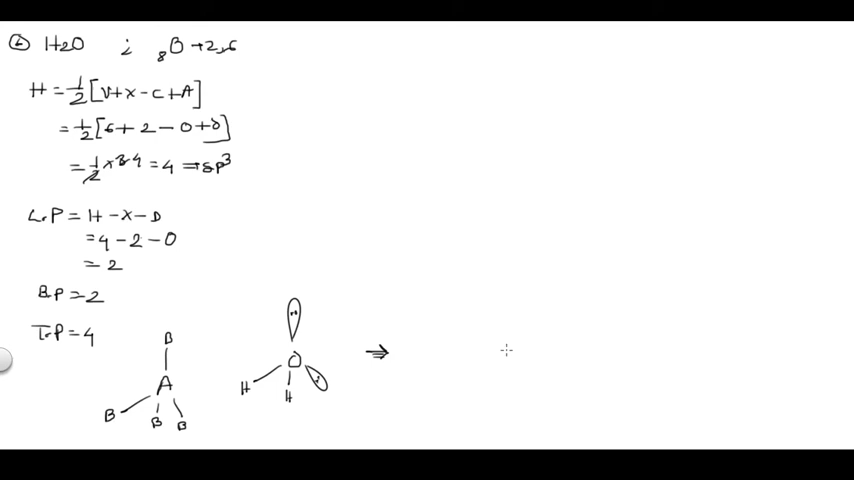 ⑥ H2O ; 8O → 2,6
H = 1/2 [V + X - C + A]
= 1/2 [6 + 2 - 0 + 0]
= 1/2 × 8 4 = 4 ⇒ sp³
L.P = H - X - D
= 4 - 2 - 0
= 2
B.P = 2
T.P = 4
B
A
B B B
O
H H
⇒